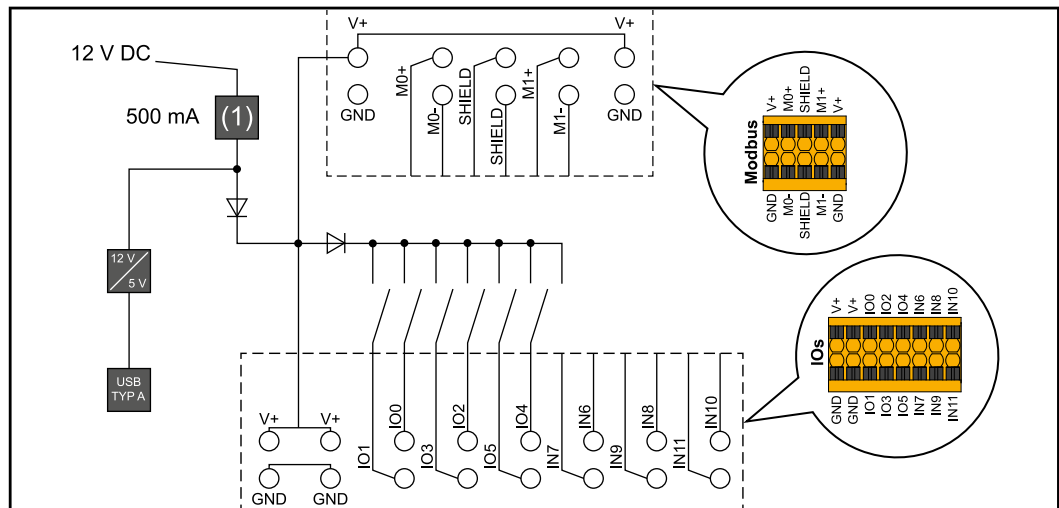 12 V DC
500 mA
(1)
12 V
5 V
USB
TYP A
V+
V+
M0+
SHIELD
M1+
GND
M0-
SHIELD
M1-
GND
Modbus
V+
M0+
SHIELD
M1+
V+
GND
M0-
SHIELD
M1-
GND
IOs
V+
V+
IO0
IO2
IO4
IN6
IN8
IN10
GND
GND
IO1
IO3
IO5
IN7
IN9
IN11
V+
V+
GND
GND
IO1
IO0
IO3
IO2
IO5
IO4
IN7
IN6
IN9
IN8
IN11
IN10